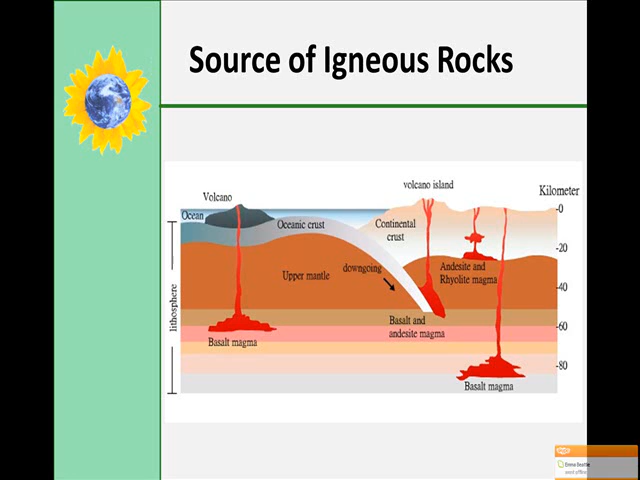 Source of Igneous Rocks
volcano island
Volcano
Kilometer
Ocean
Oceanic crust
Continental
crust
-0
-20
-40
-60
-80
downgoing
Andesite and
Rhyolite magma
Upper mantle
lithosphere
Basalt and
andesite magma
Basalt magma
Basalt magma